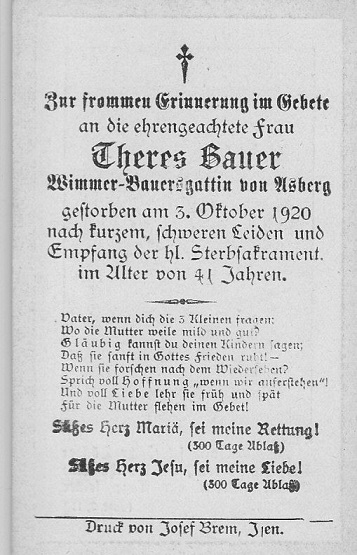 Zur frommen Erinnerung im Gebete
an die ehrengeachtete Frau
Theres Bauer
Wimmer-Bauersgattin von Asberg
gestorben am 3. Oktober 1920
nach kurzem, schweren Leiden und
Empfang der hl. Sterbsakrament.
im Alter von 41 Jahren.
Vater, wenn dich die 3 Kleinen fragen:
Wo die Mutter weile mild und gut?
Gläubig kannst du deinen Kindern sagen:
Daß sie sanft in Gottes Frieden ruht! —
Wenn sie forschen nach dem Wiedersehen?
Sprich voll Hoffnung „wenn wir auferstehen"!
Und voll Liebe lehr sie früh und spät
Für die Mutter flehen im Gebet!
Süßes Herz Mariä, sei meine Rettung!
(300 Tage Ablaß)
Süßes Herz Jesu, sei meine Liebe!
(300 Tage Ablaß)
Druck von Josef Brem, Isen.